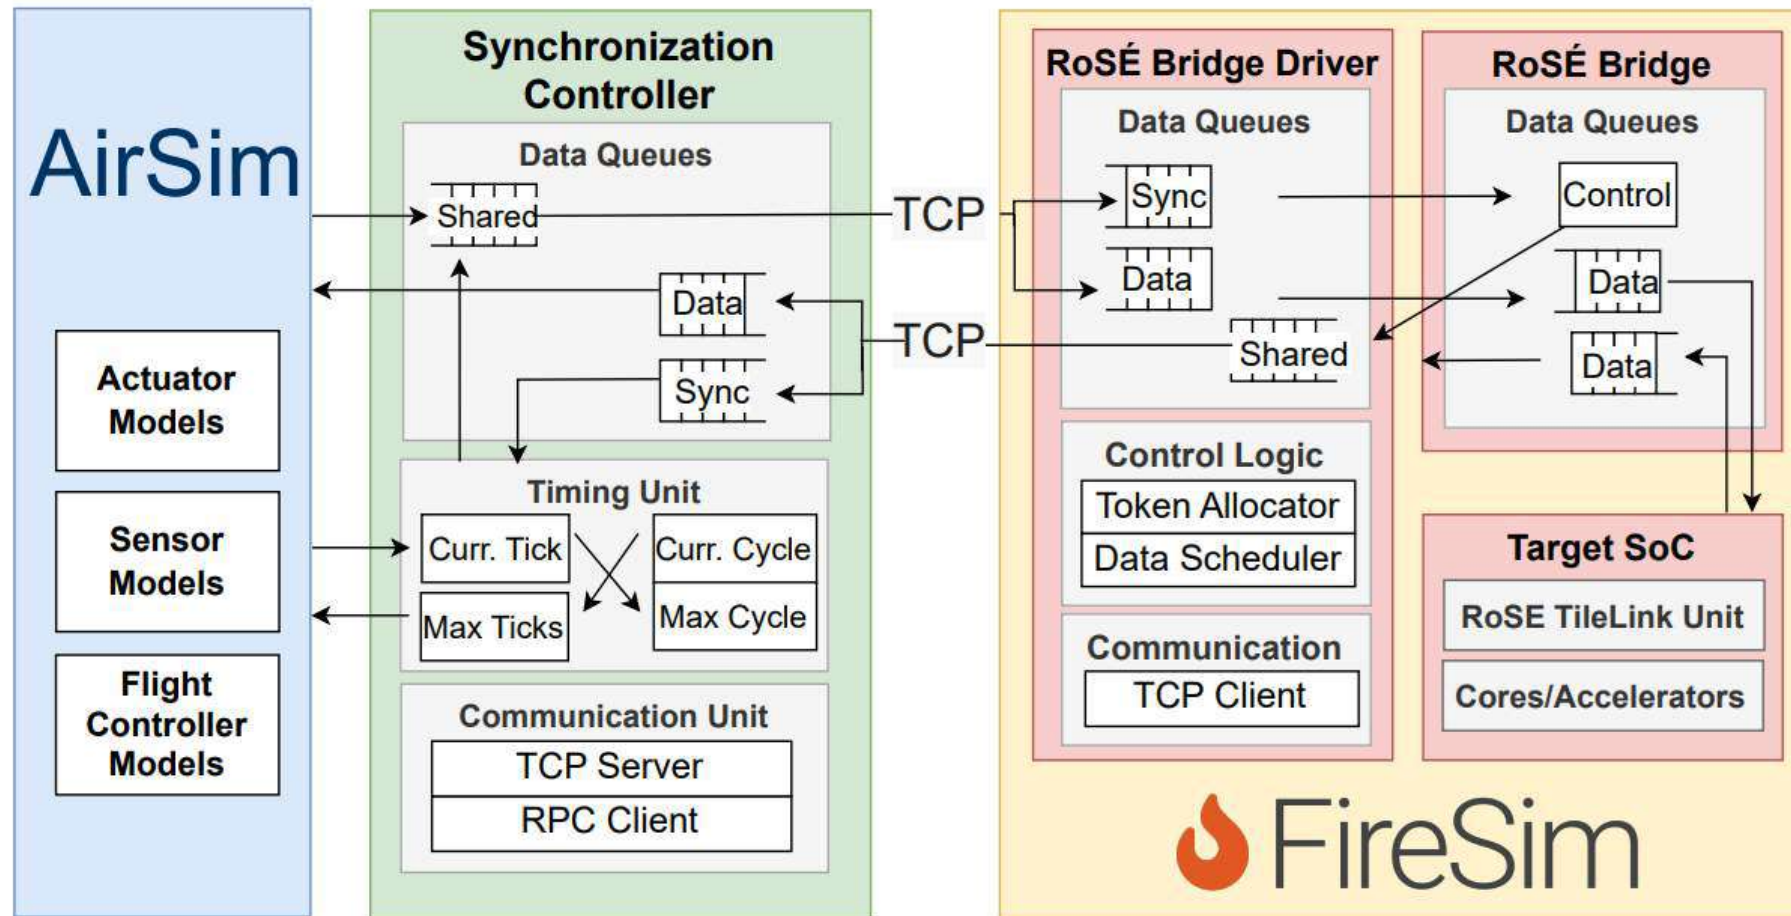 AirSim
Actuator
Models
Sensor
Models
Flight
Controller
Models
Synchronization
Controller
Data Queues
Shared
Data
Sync
Timing Unit
Curr. Tick
Curr. Cycle
Max Ticks
Max Cycle
Communication Unit
TCP Server
RPC Client
TCP
TCP
RoSÉ Bridge Driver
Data Queues
Sync
Data
Shared
Control Logic
Token Allocator
Data Scheduler
Communication
TCP Client
RoSÉ Bridge
Data Queues
Control
Data
Data
Target SoC
RoSE TileLink Unit
Cores/Accelerators
FireSim